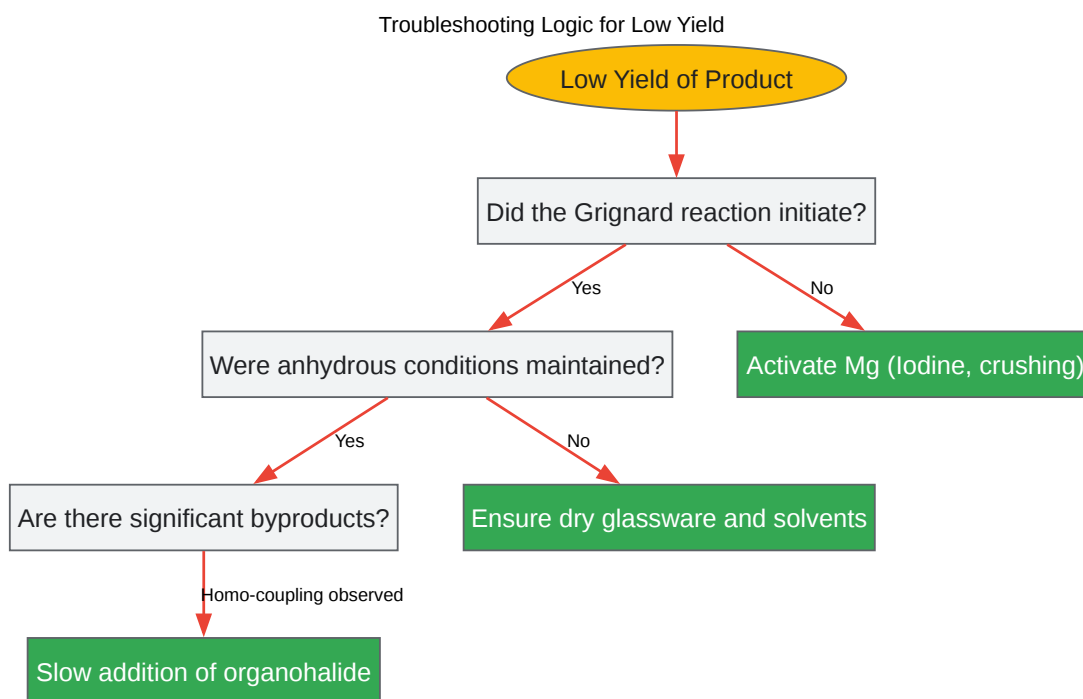 Troubleshooting Logic for Low Yield
Low Yield of Product
Did the Grignard reaction initiate?
Yes
No
Were anhydrous conditions maintained?
Activate Mg (Iodine, crushing)
Yes
No
Are there significant byproducts?
Ensure dry glassware and solvents
Homo-coupling observed
Slow addition of organohalide